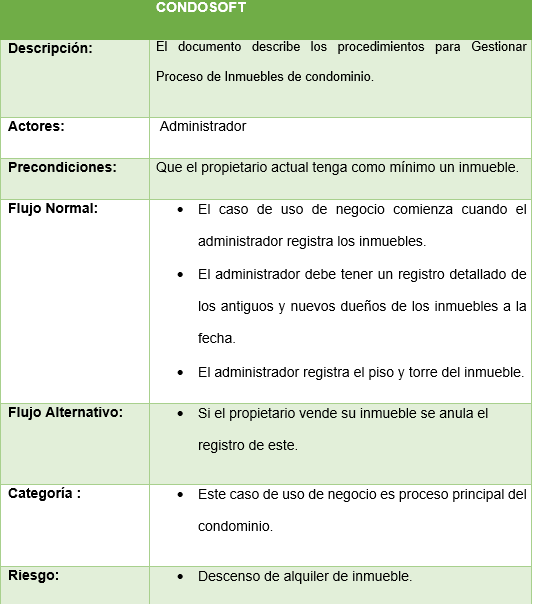 CONDOSOFT
Descripción:
El documento describe los procedimientos para Gestionar
Proceso de Inmuebles de condominio.
Actores:
Administrador
Precondiciones:
Que el propietario actual tenga como mínimo un inmueble.
Flujo Normal:
• El caso de uso de negocio comienza cuando el
administrador registra los inmuebles.
• El administrador debe tener un registro detallado de
los antiguos y nuevos dueños de los inmuebles a la
fecha.
• El administrador registra el piso y torre del inmueble.
Flujo Alternativo:
• Si el propietario vende su inmueble se anula el
registro de este.
Categoría :
• Este caso de uso de negocio es proceso principal del
condominio.
Riesgo:
• Descenso de alquiler de inmueble.